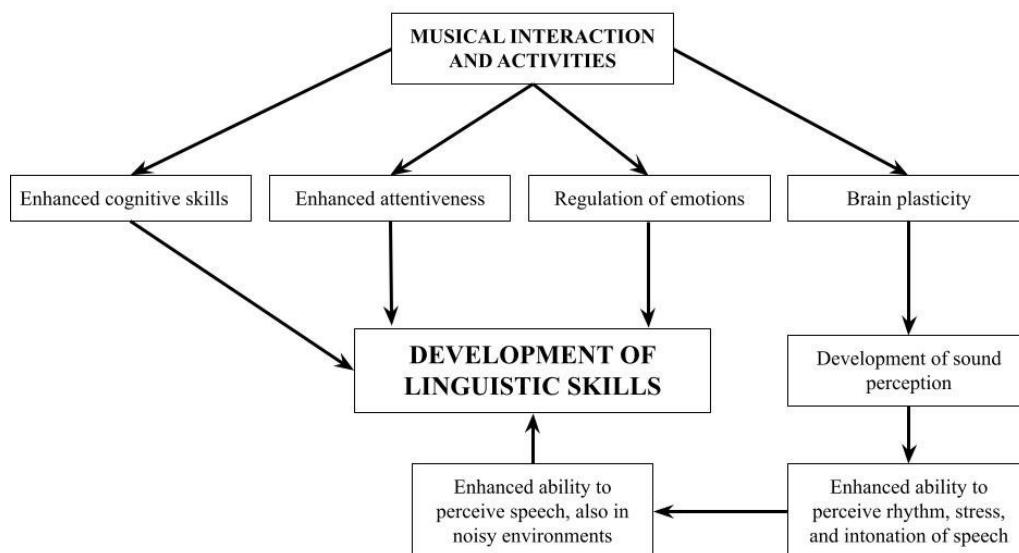 MUSICAL INTERACTION
AND ACTIVITIES
Enhanced cognitive skills
Enhanced attentiveness
Regulation of emotions
Brain plasticity
DEVELOPMENT OF
LINGUISTIC SKILLS
Development of sound
perception
Enhanced ability to
perceive speech, also in
noisy environments
Enhanced ability to
perceive rhythm, stress,
and intonation of speech